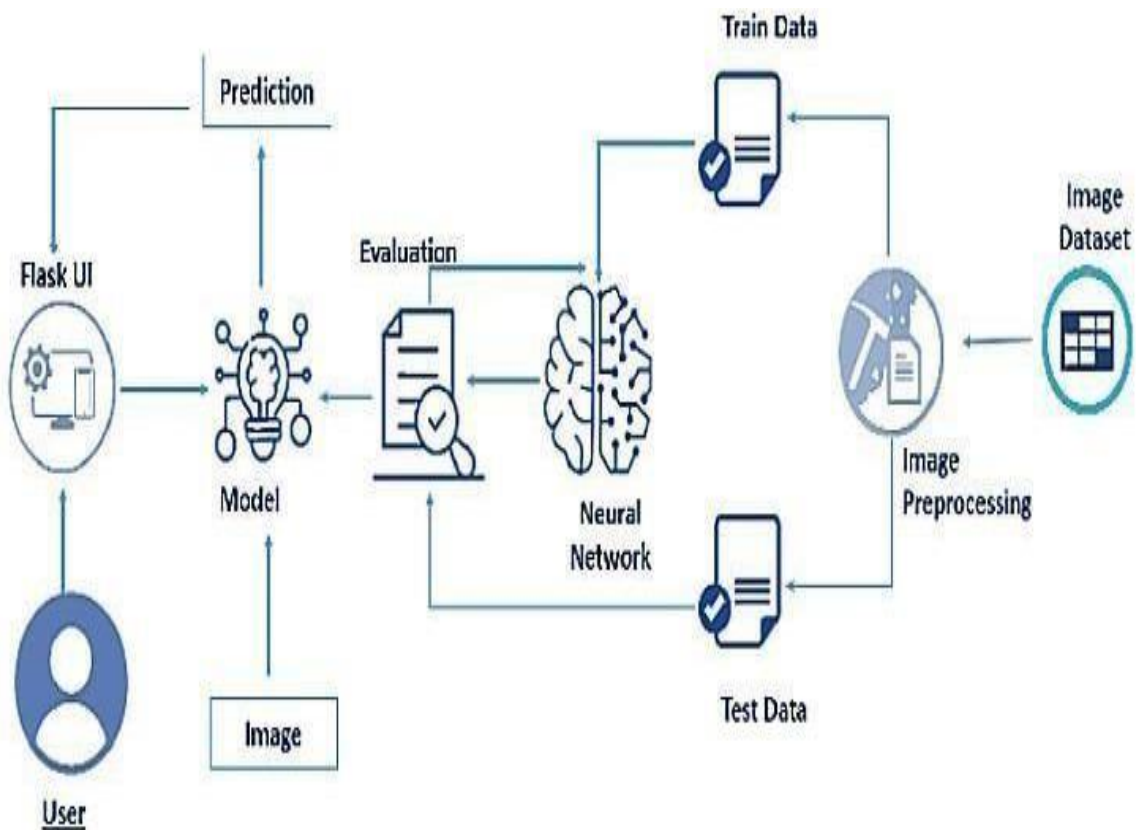 Train Data
Prediction
Image
Dataset
Evaluation
Flask UI
Image
Preprocessing
Model
Neural
Network
Test Data
Image
User